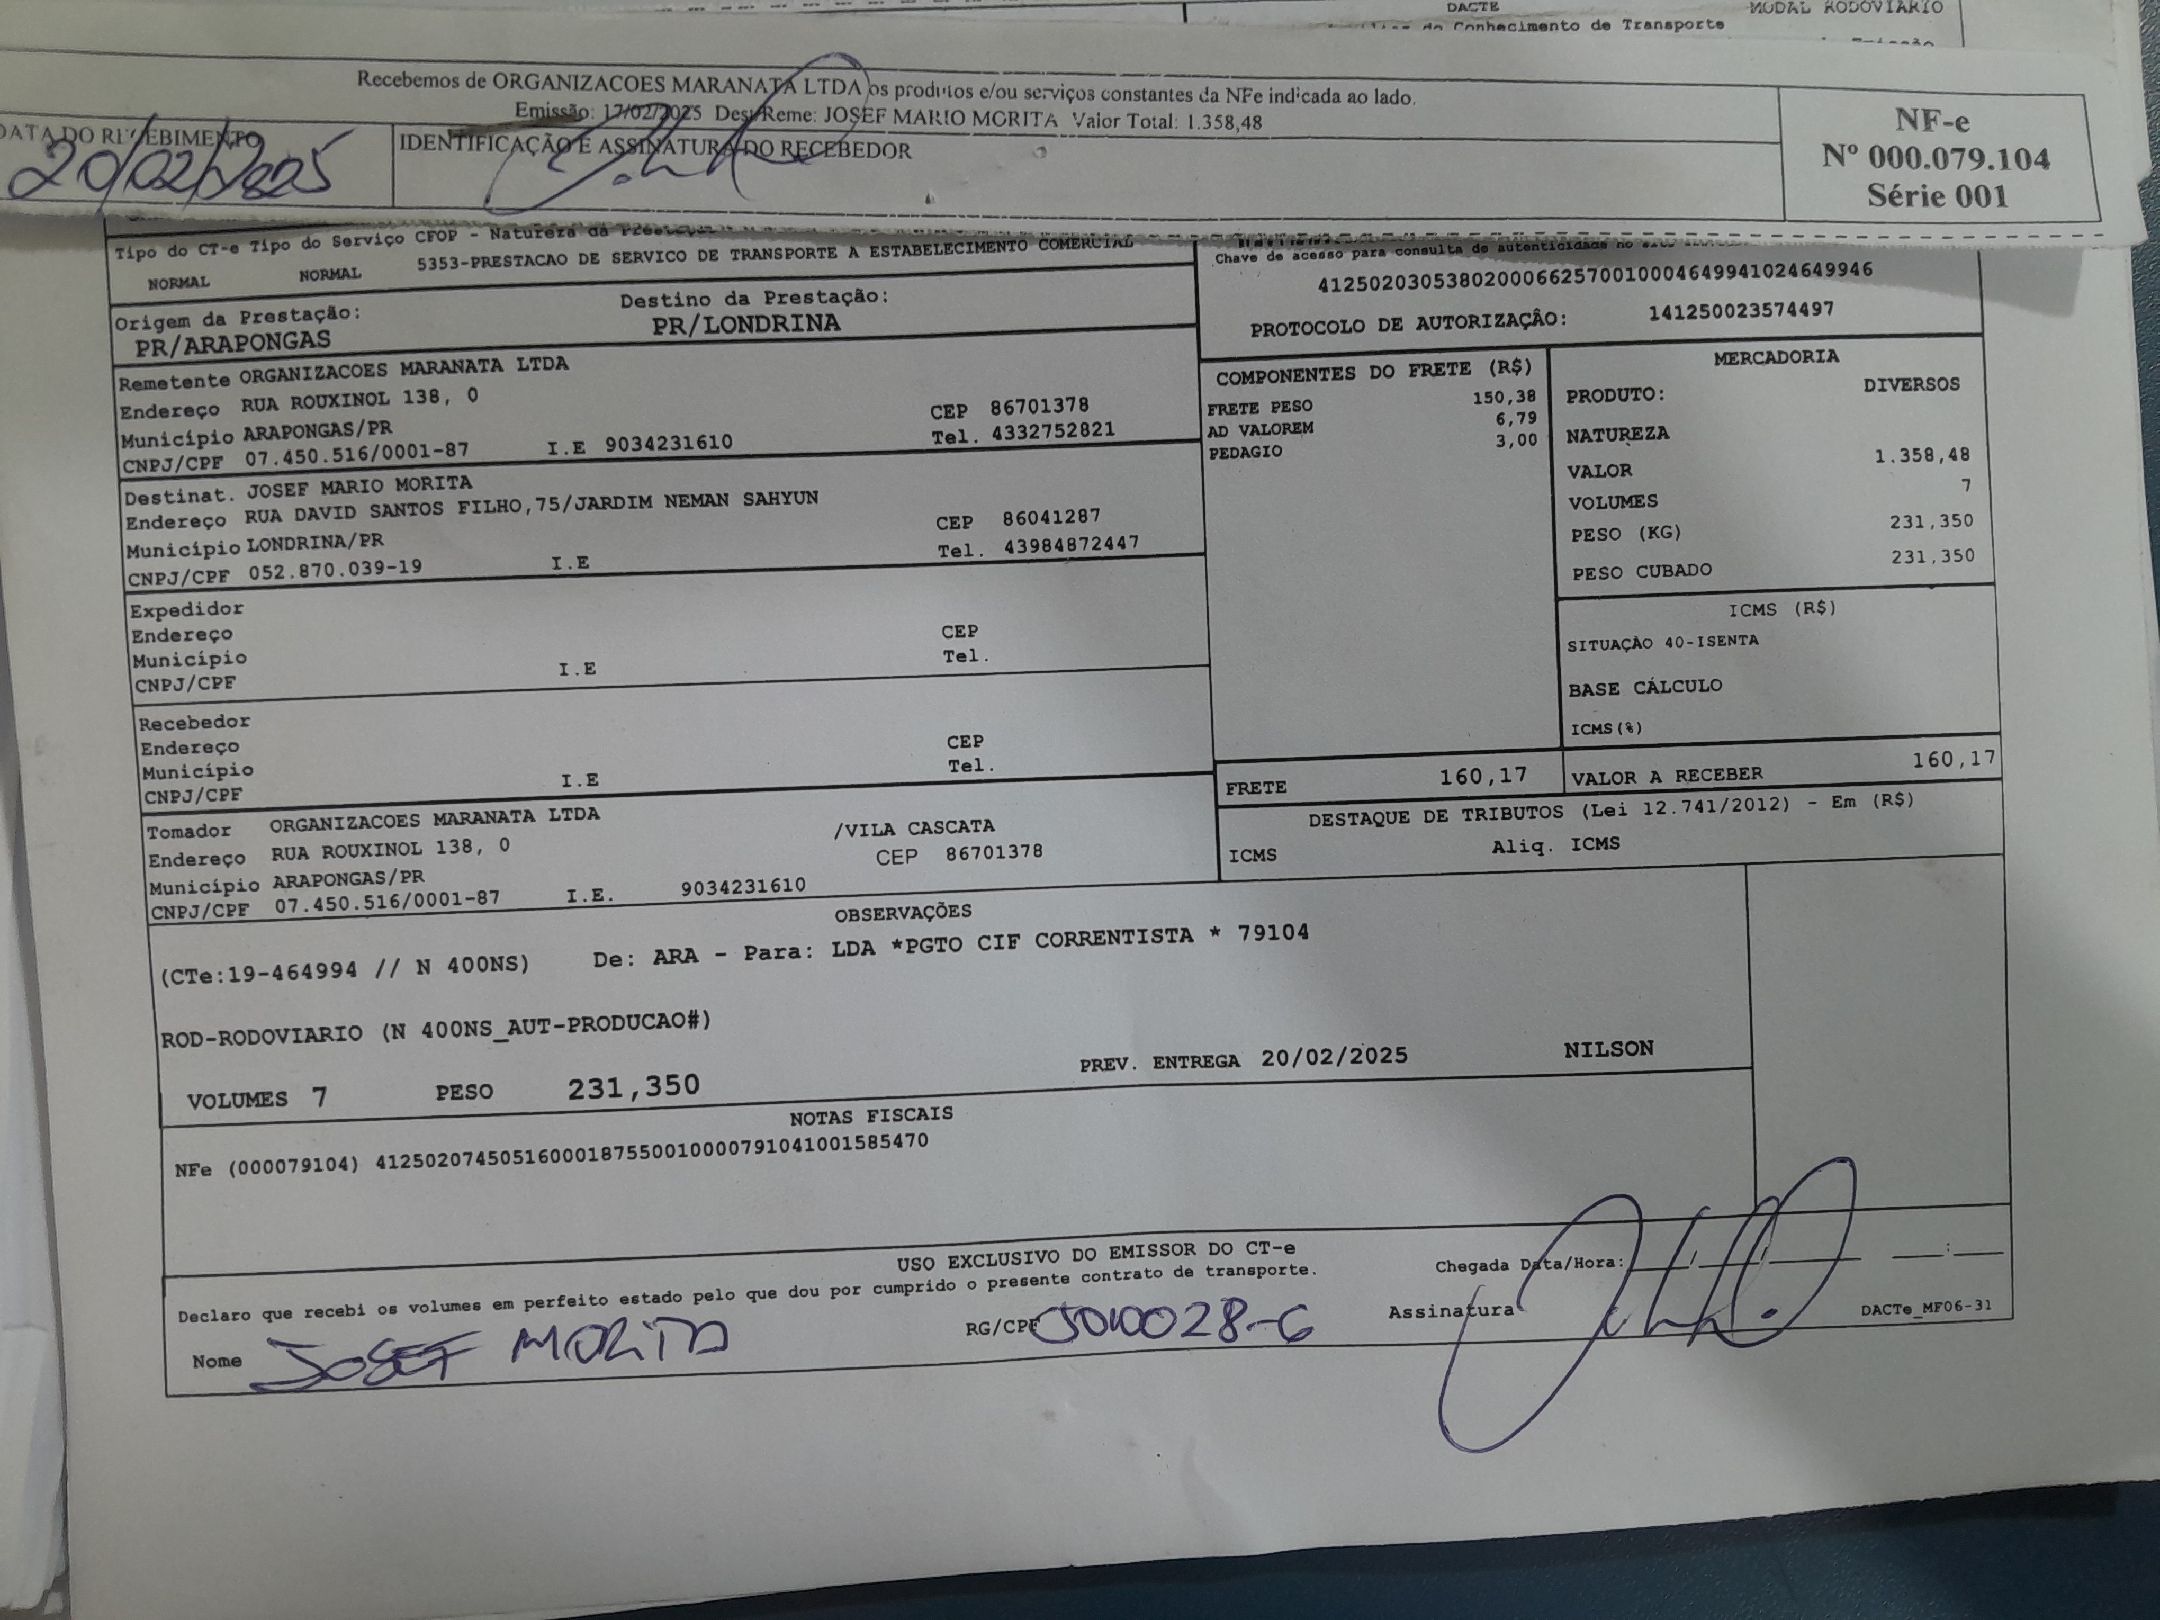 DACTE
MODAL RODOVIARIO
do Conhecimento de Transporte
Recebemos de ORGANIZACOES MARANATA LTDA os produtos e/ou serviços constantes da NFe indicada ao lado.
Emissão: 17/02/2025 Dest/Reme: JOSEF MARIO MORITA Valor Total: 1.358,48
DATA DO RECEBIMENTO
IDENTIFICAÇÃO E ASSINATURA DO RECEBEDOR
20/02/2025
NF-e
Nº 000.079.104
Série 001
Tipo do CT-e Tipo do Serviço CFOP - Natureza da Prestação
NORMAL NORMAL 5353-PRESTACAO DE SERVICO DE TRANSPORTE A ESTABELECIMENTO COMERCIAL
Chave de acesso para consulta de autenticidade no
41250203053802000662570010004649941024649946
PROTOCOLO DE AUTORIZAÇÃO: 141250023574497
Origem da Prestação: Destino da Prestação:
PR/ARAPONGAS PR/LONDRINA
Remetente ORGANIZACOES MARANATA LTDA
Endereço RUA ROUXINOL 138, 0 CEP 86701378
Município ARAPONGAS/PR Tel. 4332752821
CNPJ/CPF 07.450.516/0001-87 I.E 9034231610
Destinat. JOSEF MARIO MORITA
Endereço RUA DAVID SANTOS FILHO,75/JARDIM NEMAN SAHYUN CEP 86041287
Município LONDRINA/PR Tel. 43984872447
CNPJ/CPF 052.870.039-19 I.E
Expedidor
Endereço CEP
Município Tel.
CNPJ/CPF I.E
Recebedor
Endereço CEP
Município Tel.
CNPJ/CPF I.E
Tomador ORGANIZACOES MARANATA LTDA /VILA CASCATA
Endereço RUA ROUXINOL 138, 0 CEP 86701378
Município ARAPONGAS/PR
CNPJ/CPF 07.450.516/0001-87 I.E. 9034231610
COMPONENTES DO FRETE (R$)
FRETE PESO 150,38
AD VALOREM 6,79
PEDAGIO 3,00
MERCADORIA
PRODUTO: DIVERSOS
NATUREZA
VALOR 1.358,48
VOLUMES 7
PESO (KG) 231,350
PESO CUBADO 231,350
ICMS (R$)
SITUAÇÃO 40-ISENTA
BASE CÁLCULO
ICMS(%)
FRETE 160,17 VALOR A RECEBER 160,17
DESTAQUE DE TRIBUTOS (Lei 12.741/2012) - Em (R$)
ICMS Aliq. ICMS
OBSERVAÇÕES
(CTe:19-464994 // N 400NS) De: ARA - Para: LDA *PGTO CIF CORRENTISTA * 79104
ROD-RODOVIARIO (N 400NS_AUT-PRODUCAO#)
VOLUMES 7 PESO 231,350 PREV. ENTREGA 20/02/2025 NILSON
NOTAS FISCAIS
NFe (000079104) 41250207450516000187550010000791041001585470
USO EXCLUSIVO DO EMISSOR DO CT-e
Declaro que recebi os volumes em perfeito estado pelo que dou por cumprido o presente contrato de transporte.
Chegada Data/Hora: / / :
Nome JOSEF MORITA RG/CPF 5010028-6 Assinatura DACTe_MF06-31